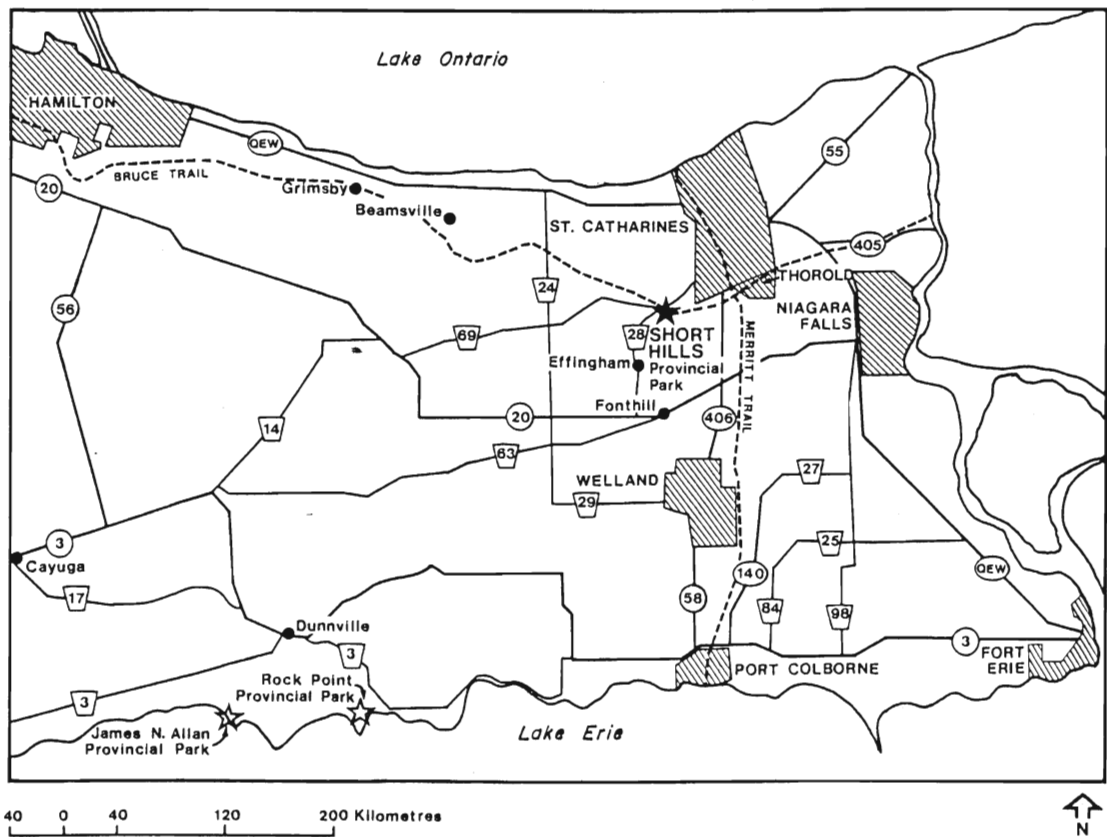 Lake Ontario
HAMILTON
QEW
55
20
BRUCE TRAIL
Grimsby
Beamsville
ST. CATHARINES
405
THOROLD
24
NIAGARA
FALLS
56
69
28
SHORT
HILLS
Provincial
Park
MERRITT TRAIL
Effingham
Fonthill
20
406
14
63
27
WELLAND
29
3
25
Cayuga
QEW
140
17
58
84
98
Dunnville
3
3
FORT
ERIE
PORT COLBORNE
Rock Point
Provincial Park
3
James N. Allan
Provincial Park
Lake Erie
40 0 40 120 200 Kilometres
N